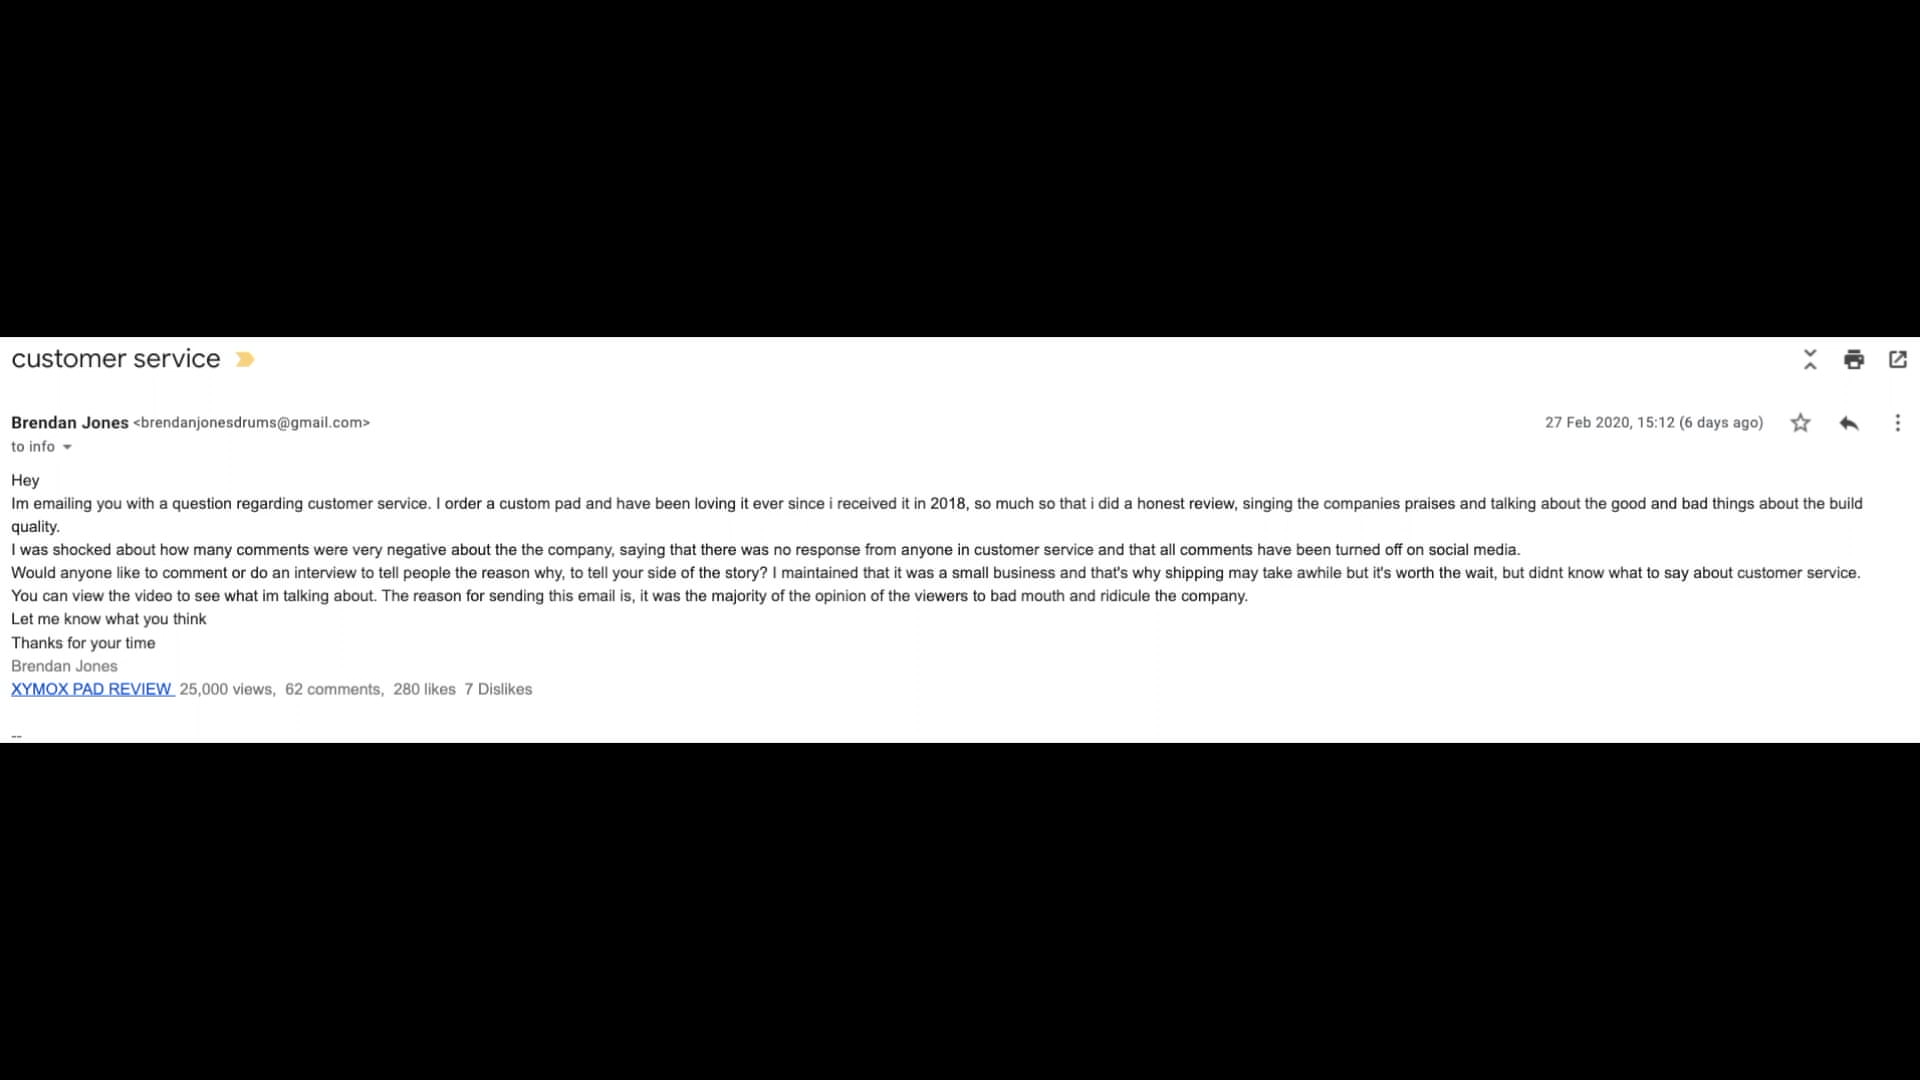 customer service
Brendan Jones <brendanjonesdrums@gmail.com>
27 Feb 2020, 15:12 (6 days ago)
to info
Hey
Im emailing you with a question regarding customer service. I order a custom pad and have been loving it ever since i received it in 2018, so much so that i did a honest review, singing the companies praises and talking about the good and bad things about the build
quality.
I was shocked about how many comments were very negative about the the company, saying that there was no response from anyone in customer service and that all comments have been turned off on social media.
Would anyone like to comment or do an interview to tell people the reason why, to tell your side of the story? I maintained that it was a small business and that's why shipping may take awhile but it's worth the wait, but didnt know what to say about customer service.
You can view the video to see what im talking about. The reason for sending this email is, it was the majority of the opinion of the viewers to bad mouth and ridicule the company.
Let me know what you think
Thanks for your time
Brendan Jones
XYMOX PAD REVIEW 25,000 views, 62 comments, 280 likes 7 Dislikes
--